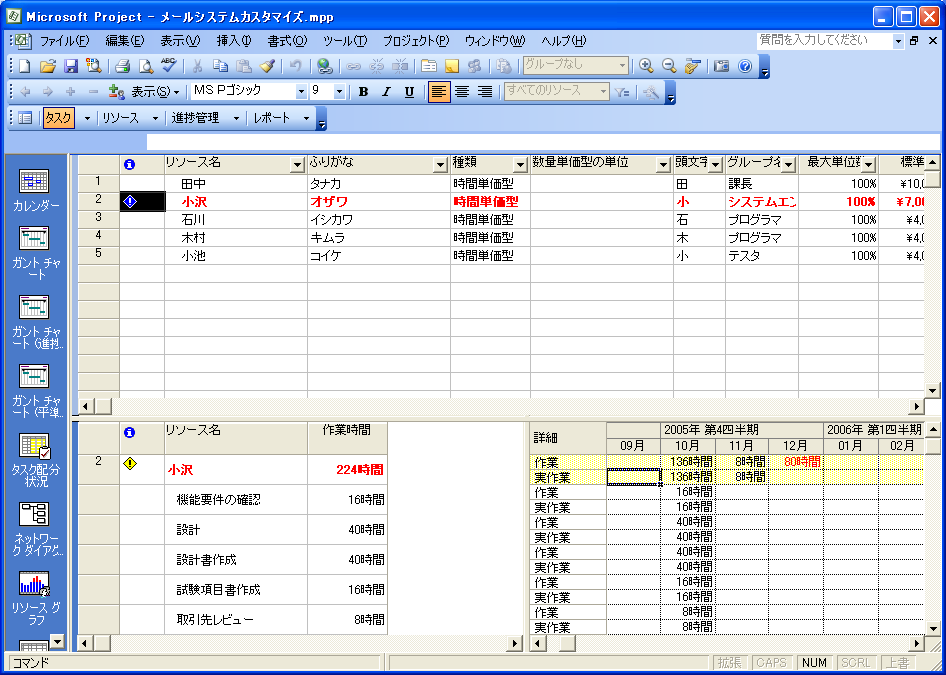 Microsoft Project - メールシステムカスタマイズ.mpp
ファイル(F) 編集(E) 表示(V) 挿入(I) 書式(O) ツール(T) プロジェクト(P) ウィンドウ(W) ヘルプ(H) 質問を入力してください
グループなし
表示(S) MS Pゴシック 9 B I U すべてのリソース
タスク リソース 進捗管理 レポート
リソース名 ふりがな 種類 数量単価型の単位 頭文字 グループ名 最大単位数 標準
1 田中 タナカ 時間単価型 田 課長 100% ¥10,0
2 小沢 オザワ 時間単価型 小 システムエン 100% ¥7,00
3 石川 イシカワ 時間単価型 石 プログラマ 100% ¥4,0
4 木村 キムラ 時間単価型 木 プログラマ 100% ¥4,0
5 小池 コイケ 時間単価型 小 テスタ 100% ¥4,0
カレンダー
ガント チャ
ート
ガント チャ
ート (進捗..
ガント チャ
ート (平準..
タスク配分
状況
ネットワー
ク ダイアグ..
リソース グ
ラフ
リソース名 作業時間
2 小沢 224時間
機能要件の確認 16時間
設計 40時間
設計書作成 40時間
試験項目書作成 16時間
取引先レビュー 8時間
詳細 2005年 第4四半期 2006年 第1四半期
09月 10月 11月 12月 01月 02月
作業 136時間 8時間 80時間
実作業 136時間 8時間
作業 16時間
実作業 16時間
作業 40時間
実作業 40時間
作業 40時間
実作業 40時間
作業 16時間
実作業 16時間
作業 8時間
実作業 8時間
コマンド 拡張 CAPS NUM SCRL 上書